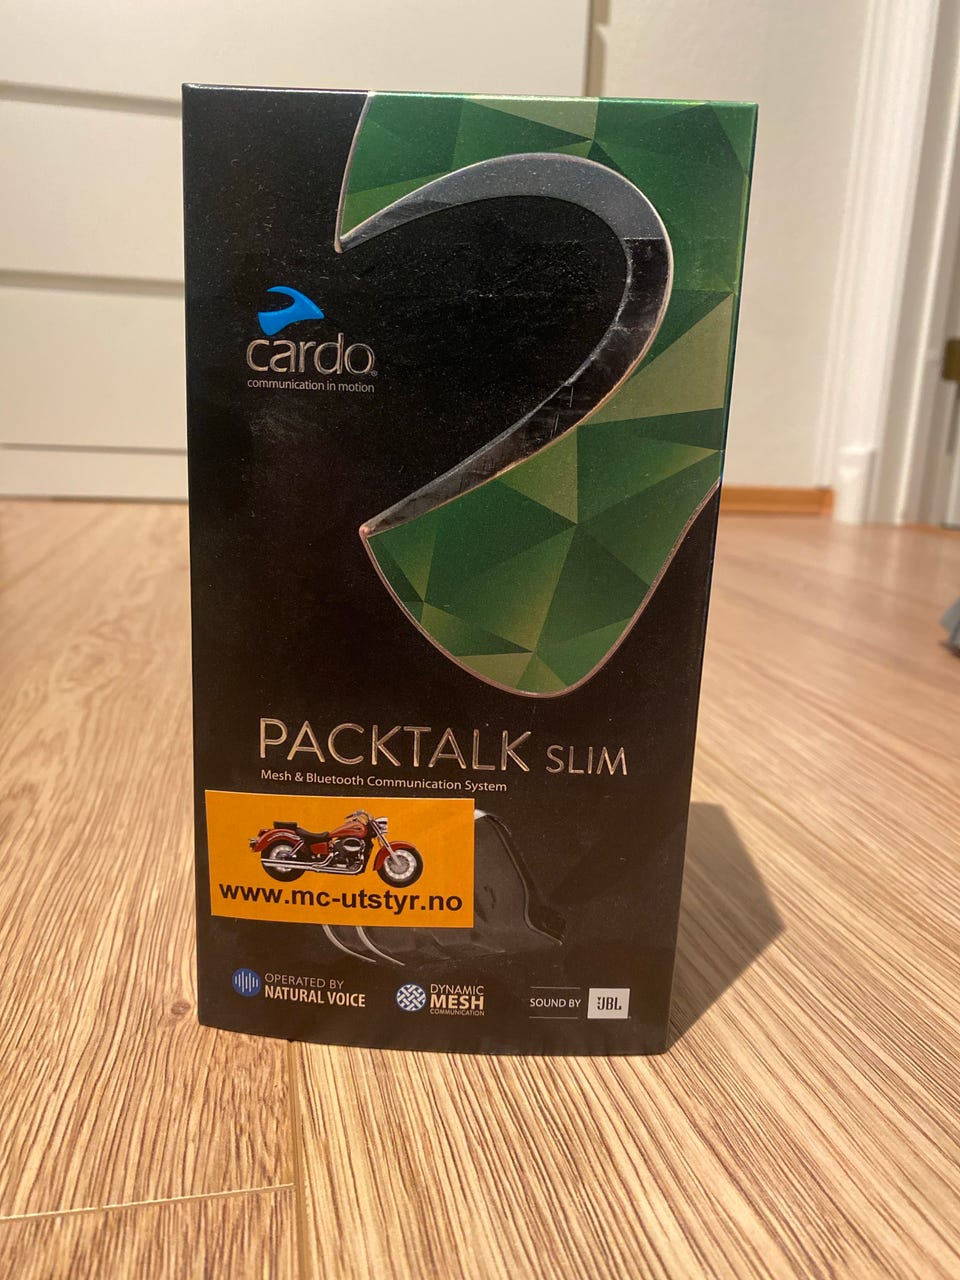 cardo
communication in motion
PACKTALK SLIM
Mesh & Bluetooth Communication System
www.mc-utstyr.no
OPERATED BY
NATURAL VOICE
DYNAMIC
MESH
COMMUNICATION
SOUND BY
JBL